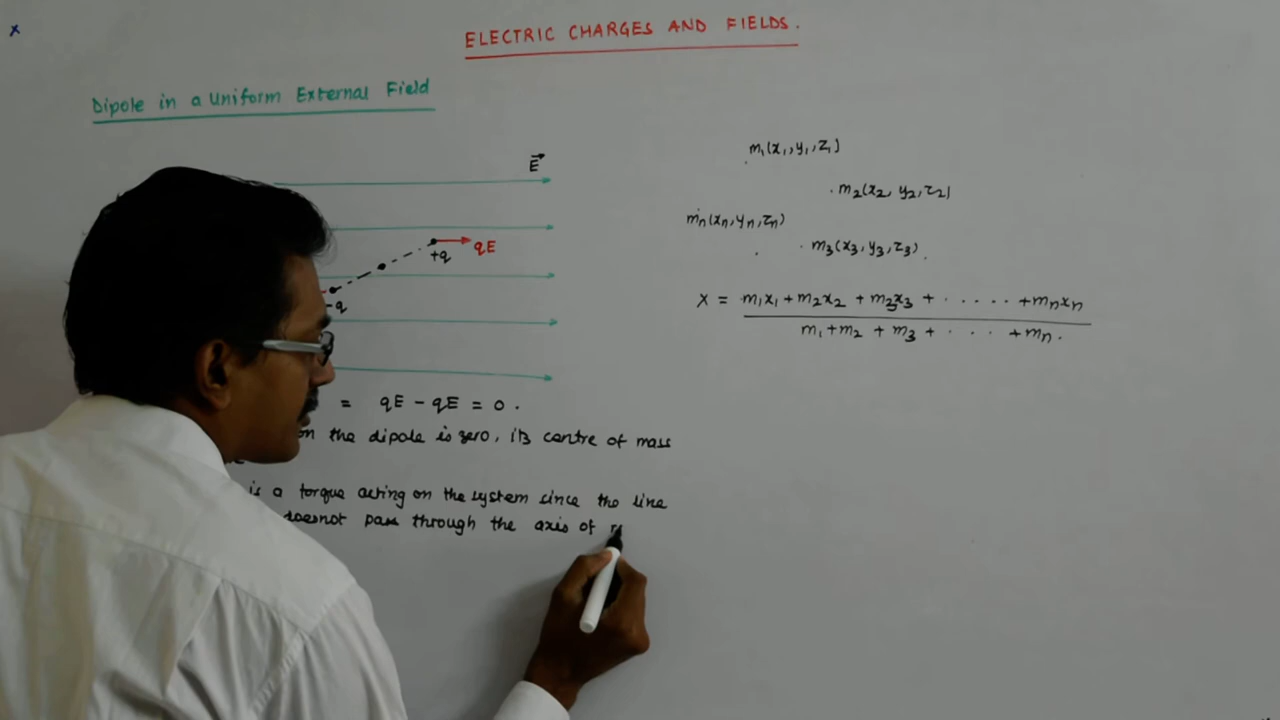 x
ELECTRIC CHARGES AND FIELDS.
Dipole in a Uniform External Field
E⃗
qE
+q
-q
= qE - qE = 0.
on the dipole is zero, its centre of mass
is a torque acting on the system since the line
doesnot pass through the axis of
m₁(x₁,y₁,z₁)
m₂(x₂,y₂,z₂)
mₙ(xₙ,yₙ,zₙ)
m₃(x₃,y₃,z₃)
X = m₁x₁ + m₂x₂ + m₃x₃ + ..... + mₙxₙ
m₁ + m₂ + m₃ + ... + mₙ.